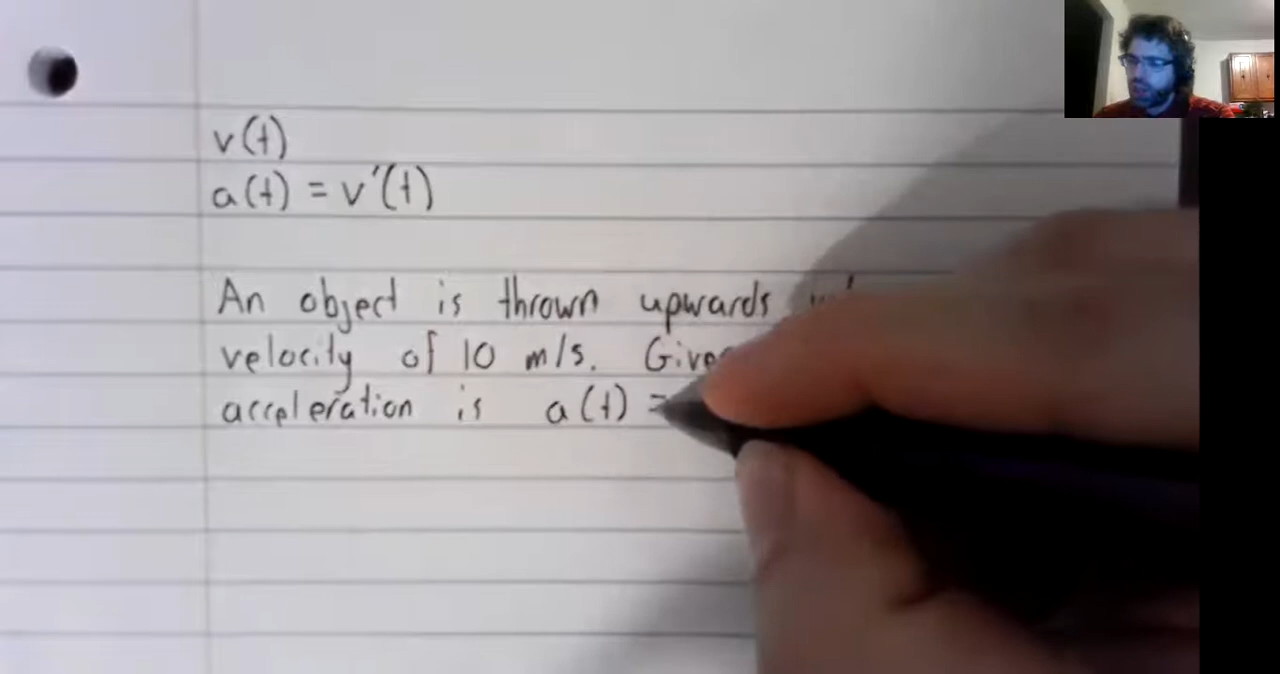 v(t)
a(t) = v'(t)
An object is thrown upwards
velocity of 10 m/s.
acceleration is a(t) =